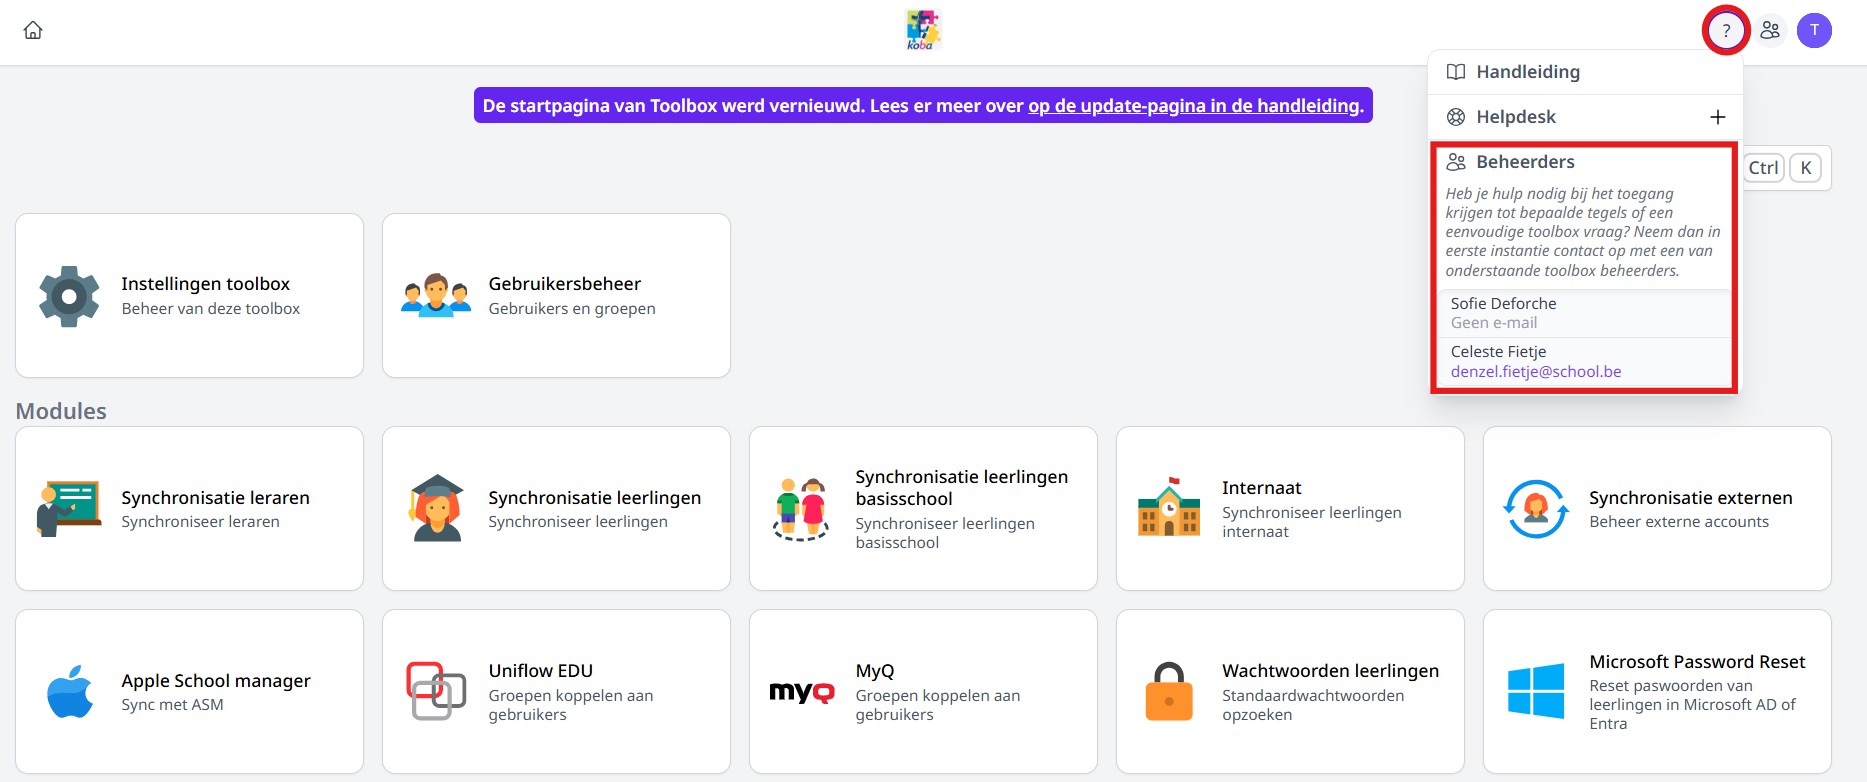 koba
?
T
De startpagina van Toolbox werd vernieuwd. Lees er meer over op de update-pagina in de handleiding.
Handleiding
Helpdesk
Beheerders
Heb je hulp nodig bij het toegang
krijgen tot bepaalde tegels of een
eenvoudige toolbox vraag? Neem dan in
eerste instantie contact op met een van
onderstaande toolbox beheerders.
Sofie Deforche
Geen e-mail
Celeste Fietje
denzel.fietje@school.be
Ctrl K
Instellingen toolbox
Beheer van deze toolbox
Gebruikersbeheer
Gebruikers en groepen
Modules
Synchronisatie leraren
Synchroniseer leraren
Synchronisatie leerlingen
Synchroniseer leerlingen
Synchronisatie leerlingen
basisschool
Synchroniseer leerlingen
basisschool
Internaat
Synchroniseer leerlingen
internaat
Synchronisatie externen
Beheer externe accounts
Apple School manager
Sync met ASM
Uniflow EDU
Groepen koppelen aan
gebruikers
myQ
MyQ
Groepen koppelen aan
gebruikers
Wachtwoorden leerlingen
Standaardwachtwoorden
opzoeken
Microsoft Password Reset
Reset paswoorden van
leerlingen in Microsoft AD of
Entra